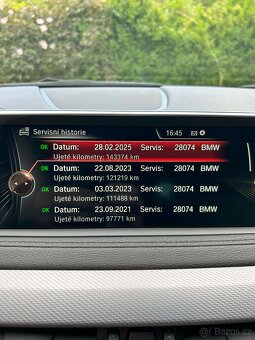 Servisní historie 16:45
OK Datum: 28.02.2025 Servis: 28074 BMW
Ujeté kilometry: 143374 km
OK Datum: 22.08.2023 Servis: 28074 BMW
Ujeté kilometry: 121219 km
OK Datum: 03.03.2023 Servis: 28074 BMW
Ujeté kilometry: 111488 km
OK Datum: 23.09.2021 Servis: 28074 BMW
Ujeté kilometry: 97771 km
Bazoš.cz